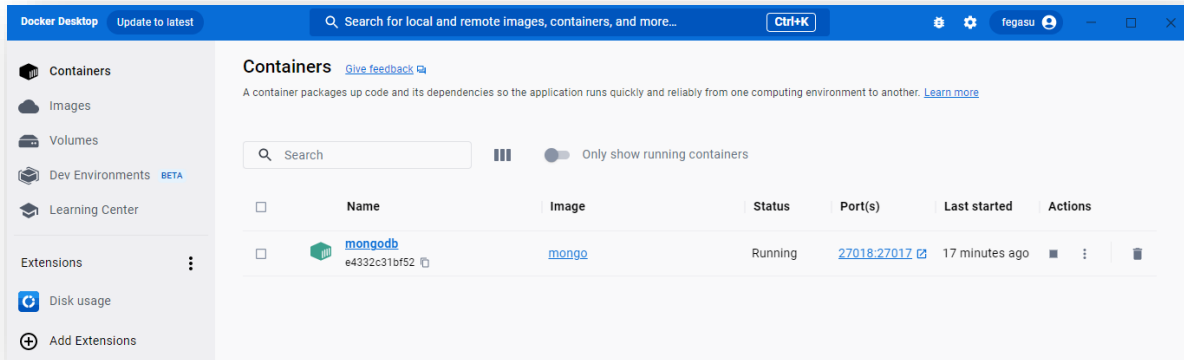 Docker Desktop Update to latest Search for local and remote images, containers, and more... Ctrl+K fegasu
Containers
Images
Volumes
Dev Environments BETA
Learning Center
Extensions
Disk usage
Add Extensions
Containers Give feedback
A container packages up code and its dependencies so the application runs quickly and reliably from one computing environment to another. Learn more
Search Only show running containers
Name Image Status Port(s) Last started Actions
mongodb
e4332c31bf52
mongo Running 27018:27017 17 minutes ago